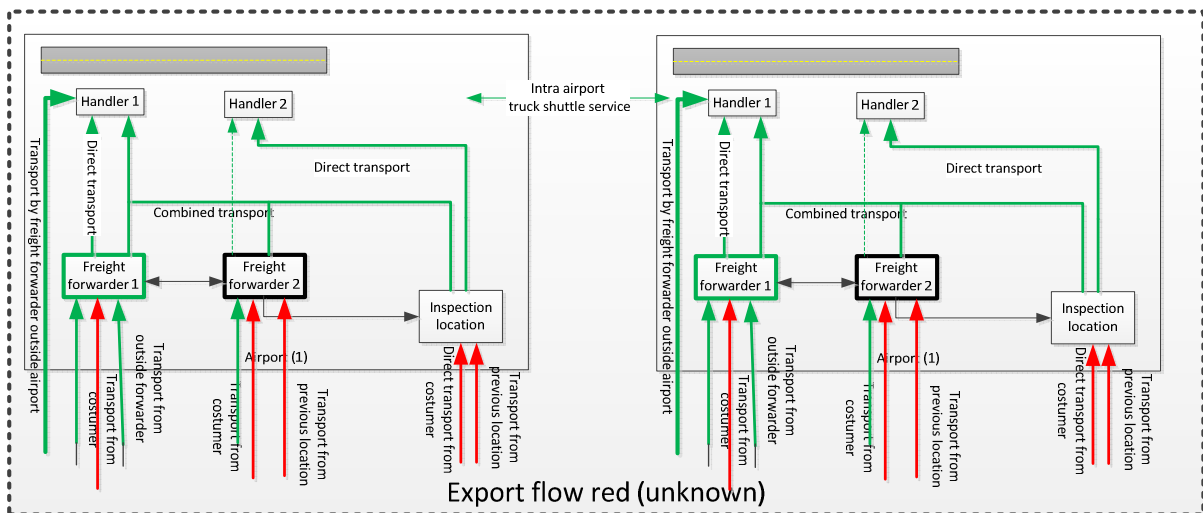 Handler 1
Handler 2
Intra airport
truck shuttle service
Handler 1
Handler 2
Transport by freight forwarder outside airport
Direct transport
Direct transport
Combined transport
Transport by freight forwarder outside airport
Direct transport
Direct transport
Combined transport
Freight
forwarder 1
Freight
forwarder 2
Inspection
location
Freight
forwarder 1
Freight
forwarder 2
Inspection
location
Airport (1)
Airport (1)
Transport from
costumer
Transport from
outside forwarder
Transport from
costumer
Transport from
previous location
Direct transport from
costumer
Transport from
previous location
Transport from
costumer
Transport from
outside forwarder
Transport from
costumer
Transport from
previous location
Direct transport from
costumer
Transport from
previous location
Export flow red (unknown)